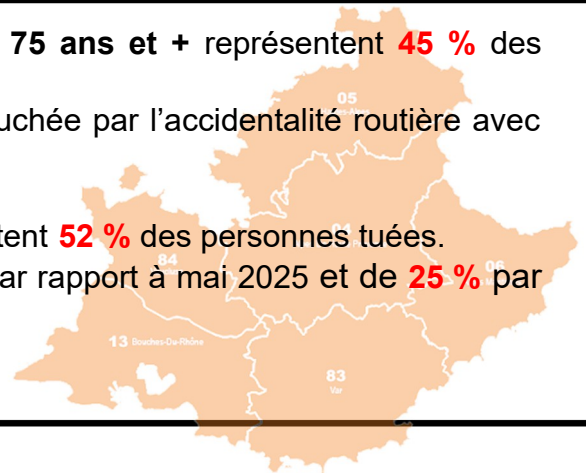 75 ans et + représentent 45 % des
05
uchée par l'accidentalité routière avec
04
tent 52 % des personnes tuées.
84
06
ar rapport à mai 2025 et de 25 % par
13 Bouches-Du-Rhône
83
Var